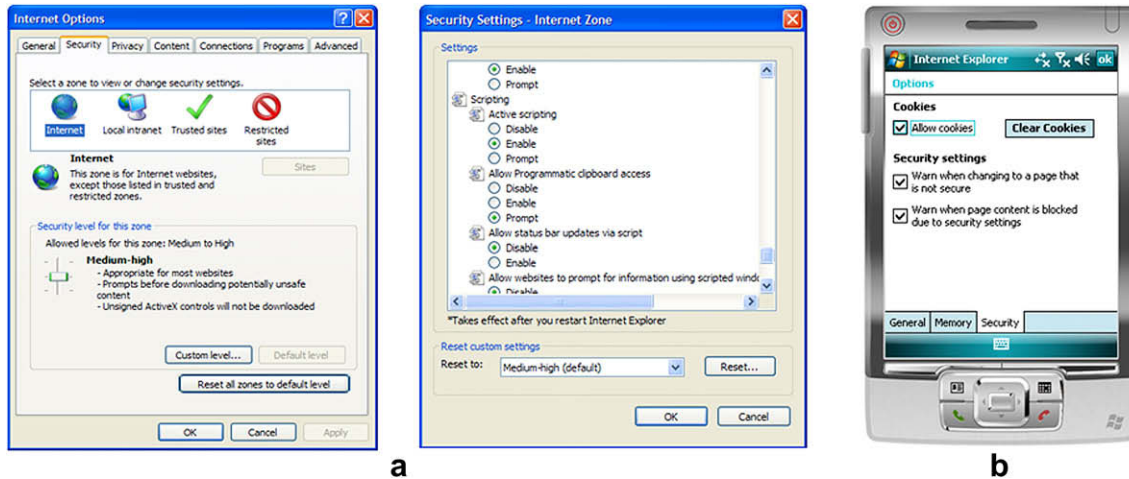 Internet Options
General Security Privacy Content Connections Programs Advanced
Select a zone to view or change security settings.
Internet Local intranet Trusted sites Restricted
sites
Internet
This zone is for Internet websites,
except those listed in trusted and
restricted zones.
Sites
Security level for this zone
Allowed levels for this zone: Medium to High
Medium-high
- Appropriate for most websites
- Prompts before downloading potentially unsafe
content
- Unsigned ActiveX controls will not be downloaded
Custom level... Default level
Reset all zones to default level
OK Cancel Apply
Security Settings - Internet Zone
Settings
Enable
Prompt
Scripting
Active scripting
Disable
Enable
Prompt
Allow Programmatic clipboard access
Disable
Enable
Prompt
Allow status bar updates via script
Disable
Enable
Allow websites to prompt for information using scripted
Disable
*Takes effect after you restart Internet Explorer
Reset custom settings
Reset to: Medium-high (default) Reset...
OK Cancel
a
Internet Explorer ok
Options
Cookies
Allow cookies Clear Cookies
Security settings
Warn when changing to a page that
is not secure
Warn when page content is blocked
due to security settings
General Memory Security
b